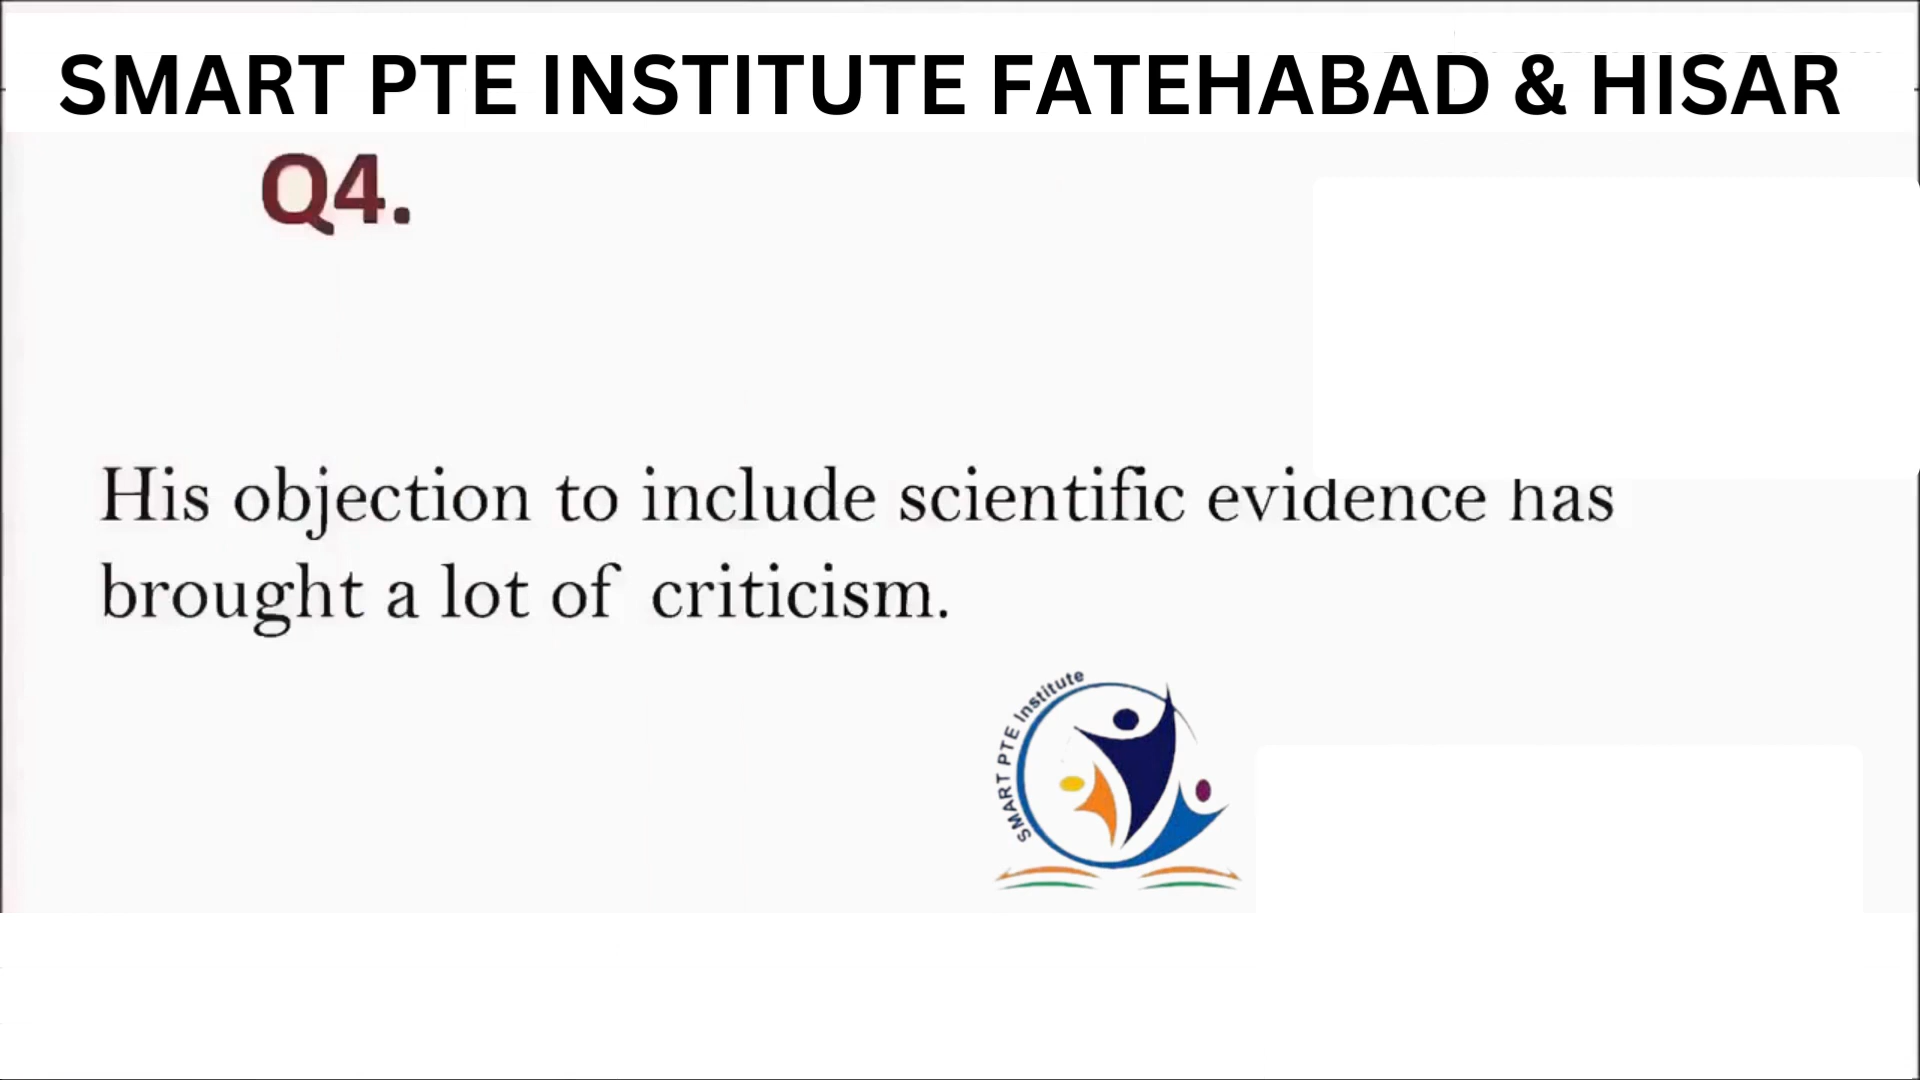 SMART PTE INSTITUTE FATEHABAD & HISAR
Q4.
His objection to include scientific evidence has
brought a lot of criticism.
SMART PTE Institute